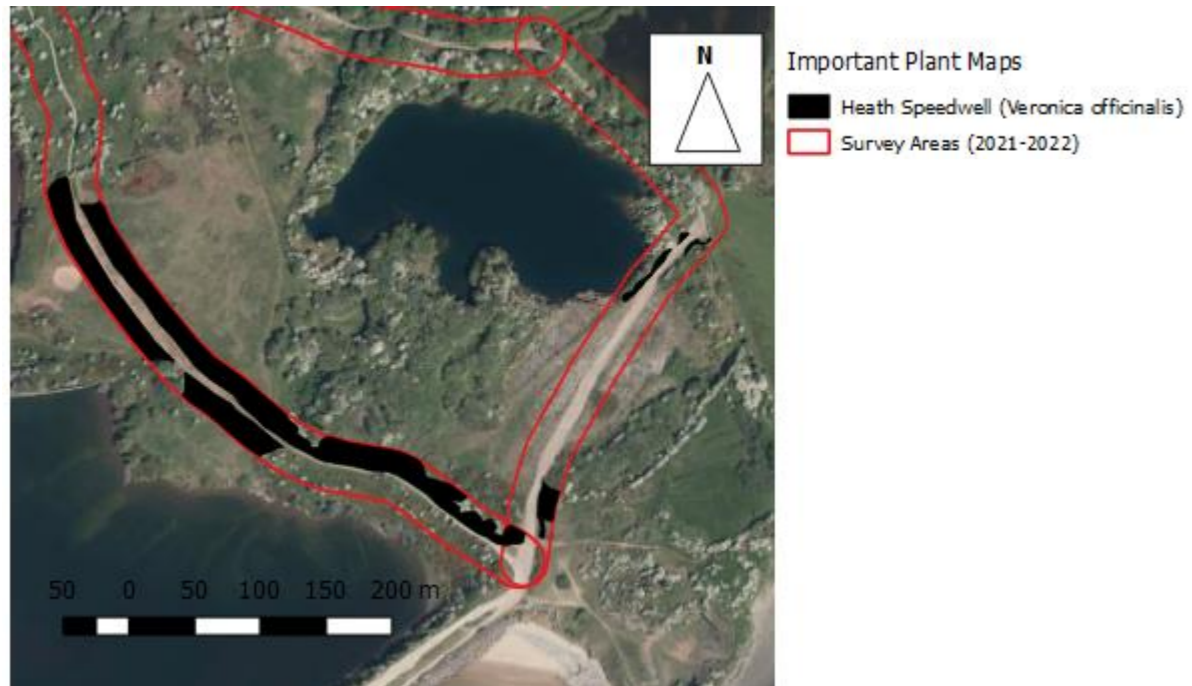 N
Important Plant Maps
Heath Speedwell (Veronica officinalis)
Survey Areas (2021-2022)
50 0 50 100 150 200 m